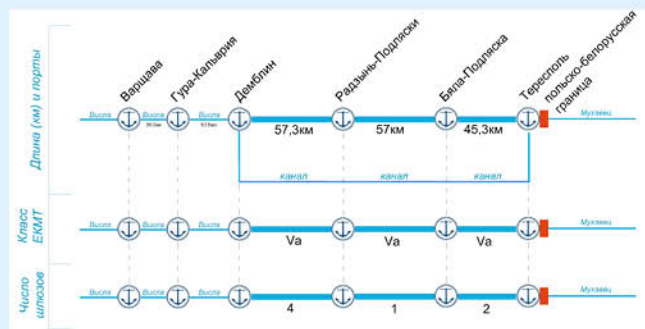 Длина (км) и порты
Варщава
Гура-Кальврия
Демблин
Радзынь-Подляски
Бяла-Подляска
Тересполь
польско-белорусская
граница
Висла Висла Висла Мухавец
57,3км 57км 45,3км
канал канал канал
Класс
ЕКМТ
Висла Висла Висла Мухавец
Va Va Va
Число
шлюзов
Висла Висла Висла Мухавец
4 1 2